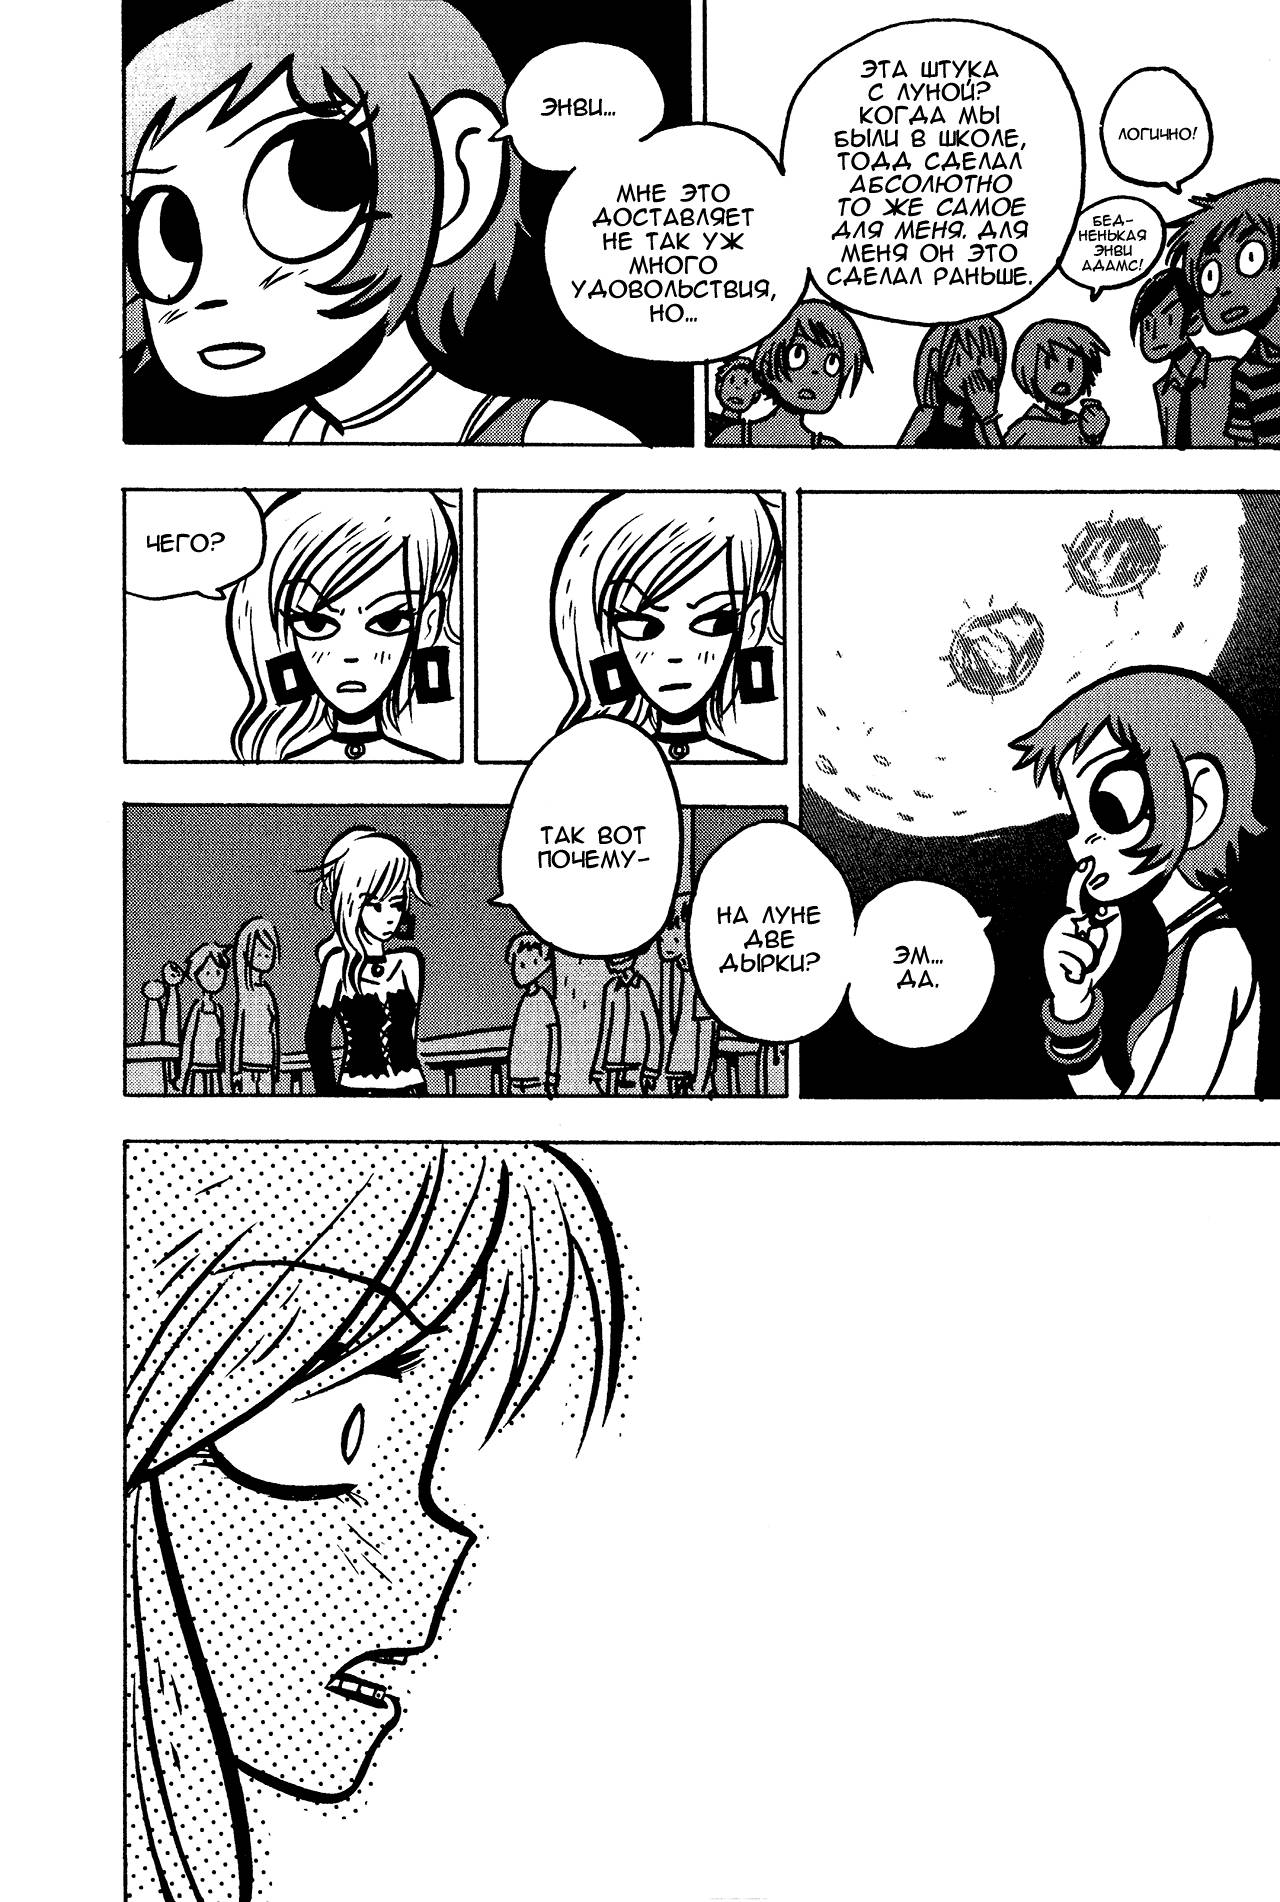 ЭНВИ...
МНЕ ЭТО
ДОСТАВЛЯЕТ
НЕ ТАК УЖ
МНОГО
УДОВОЛЬСТВИЯ,
НО...
ЭТА ШТУКА
С ЛУНОЙ?
КОГДА МЫ
БЫЛИ В ШКОЛЕ,
ТОДД СДЕЛАЛ
АБСОЛЮТНО
ТО ЖЕ САМОЕ
ДЛЯ МЕНЯ. ДЛЯ
МЕНЯ ОН ЭТО
СДЕЛАЛ РАНЬШЕ.
ЛОГИЧНО!
БЕД-
НЕНЬКАЯ
ЭНВИ
АДАМС!
ЧЕГО?
ТАК ВОТ
ПОЧЕМУ-
НА ЛУНЕ
ДВЕ
ДЫРКИ?
ЭМ...
ДА.